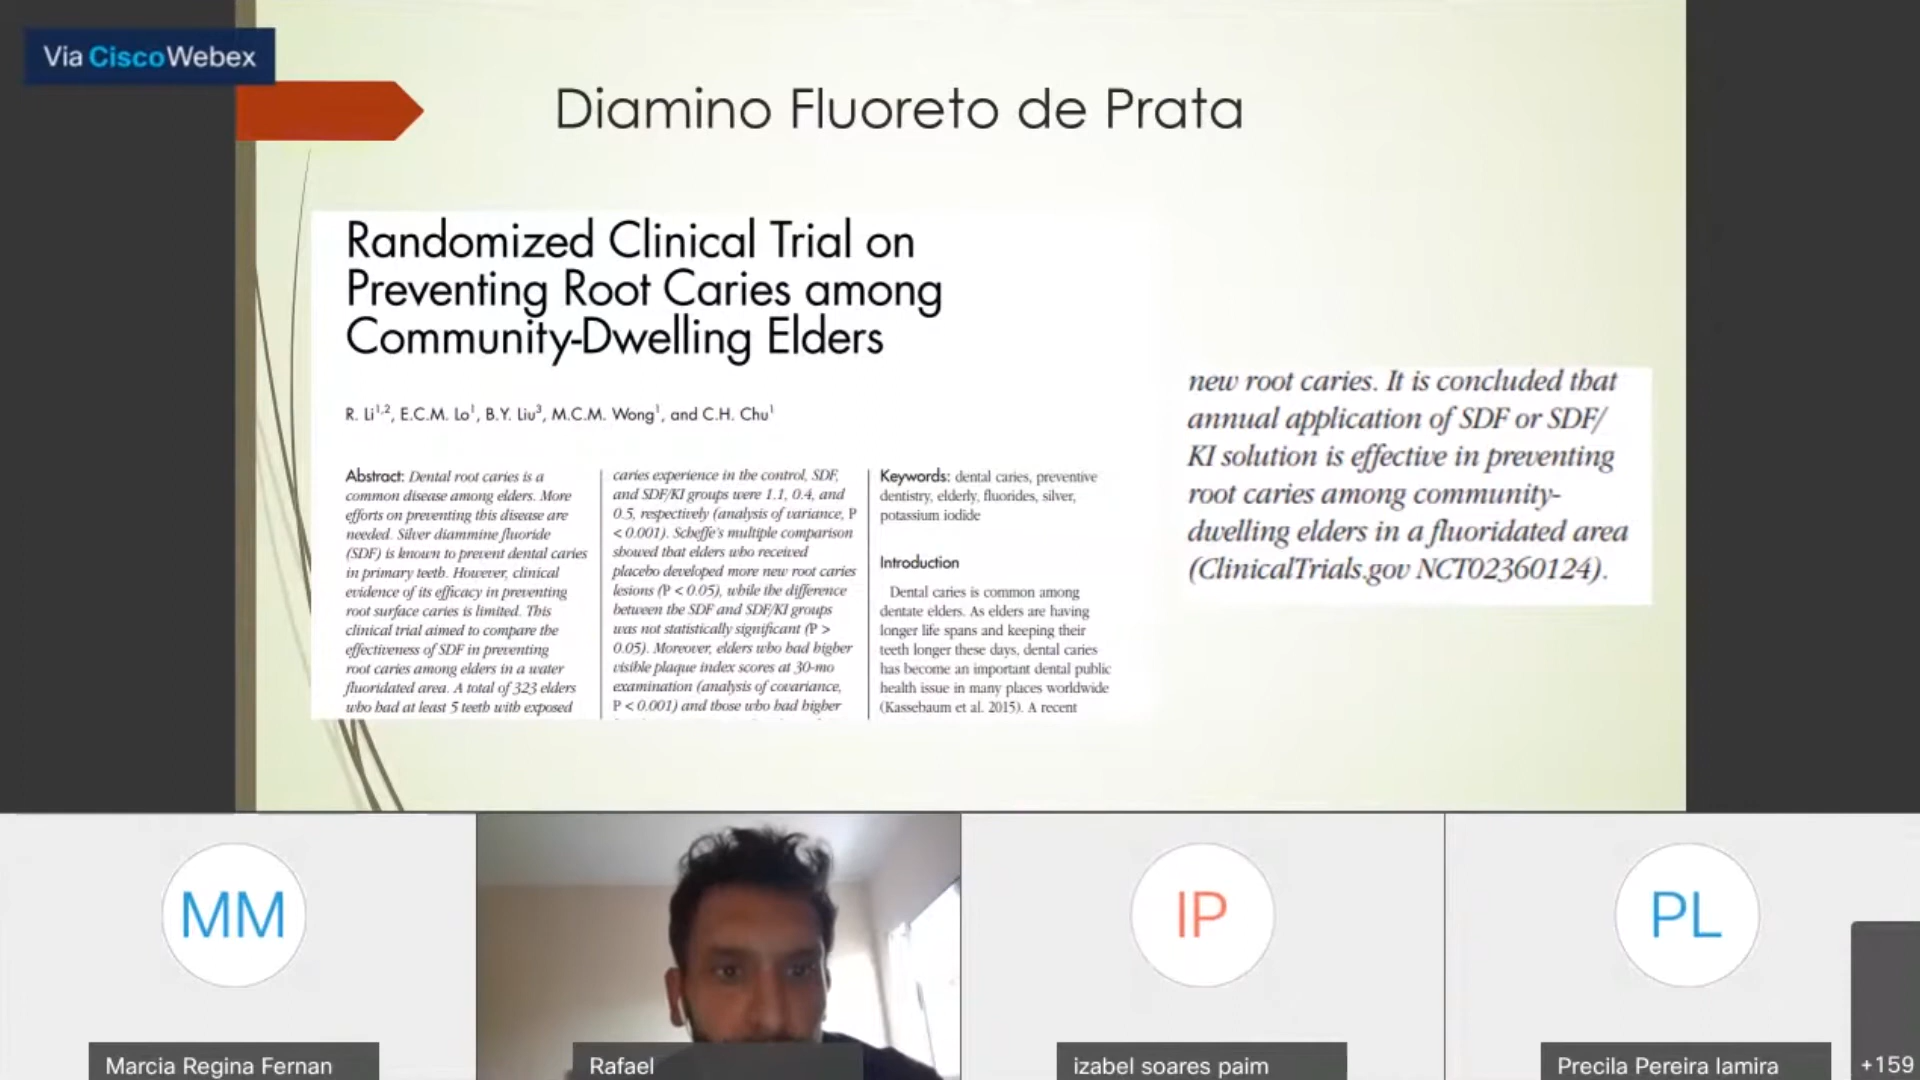 Via CiscoWebex
Diamino Fluoreto de Prata
Randomized Clinical Trial on
Preventing Root Caries among
Community-Dwelling Elders
R. Li1,2, E.C.M. Lo1, B.Y. Liu3, M.C.M. Wong1, and C.H. Chu1
Abstract: Dental root caries is a
common disease among elders. More
efforts on preventing this disease are
needed. Silver diammine fluoride
(SDF) is known to prevent dental caries
in primary teeth. However, clinical
evidence of its efficacy in preventing
root surface caries is limited. This
clinical trial aimed to compare the
effectiveness of SDF in preventing
root caries among elders in a water
fluoridated area. A total of 323 elders
who had at least 5 teeth with exposed
caries experience in the control, SDF,
and SDF/KI groups were 1.1, 0.4, and
0.5, respectively (analysis of variance, P
< 0.001). Scheffe's multiple comparison
showed that elders who received
placebo developed more new root caries
lesions (P < 0.05), while the difference
between the SDF and SDF/KI groups
was not statistically significant (P >
0.05). Moreover, elders who had higher
visible plaque index scores at 30-mo
examination (analysis of covariance,
P < 0.001) and those who had higher
Keywords: dental caries, preventive
dentistry, elderly, fluorides, silver,
potassium iodide
Introduction
Dental caries is common among
dentate elders. As elders are having
longer life spans and keeping their
teeth longer these days, dental caries
has become an important dental public
health issue in many places worldwide
(Kassebaum et al. 2015). A recent
new root caries. It is concluded that
annual application of SDF or SDF/
KI solution is effective in preventing
root caries among community-
dwelling elders in a fluoridated area
(ClinicalTrials.gov NCT02360124).
MM
IP
PL
Marcia Regina Fernan
Rafael
izabel soares paim
Precila Pereira lamira
+159